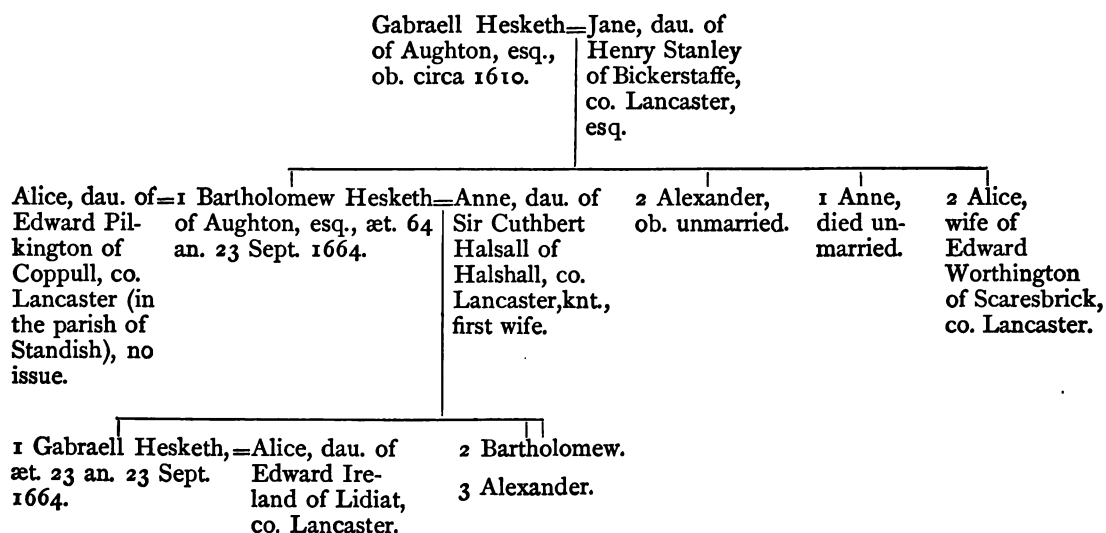 Gabraell Hesketh=Jane, dau. of
of Aughton, esq., Henry Stanley
ob. circa 1610. of Bickerstaffe,
co. Lancaster,
esq.
Alice, dau. of=1 Bartholomew Hesketh=Anne, dau. of
Edward Pil- of Aughton, esq., æt. 64 Sir Cuthbert
kington of an. 23 Sept. 1664. Halsall of
Coppull, co. Halshall, co.
Lancaster (in Lancaster,knt.,
the parish of first wife.
Standish), no
issue.
2 Alexander,
ob. unmarried.
1 Anne,
died un-
married.
2 Alice,
wife of
Edward
Worthington
of Scaresbrick,
co. Lancaster.
1 Gabraell Hesketh,=Alice, dau. of
æt. 23 an. 23 Sept. Edward Ire-
1664. land of Lidiat,
co. Lancaster.
2 Bartholomew.
3 Alexander.